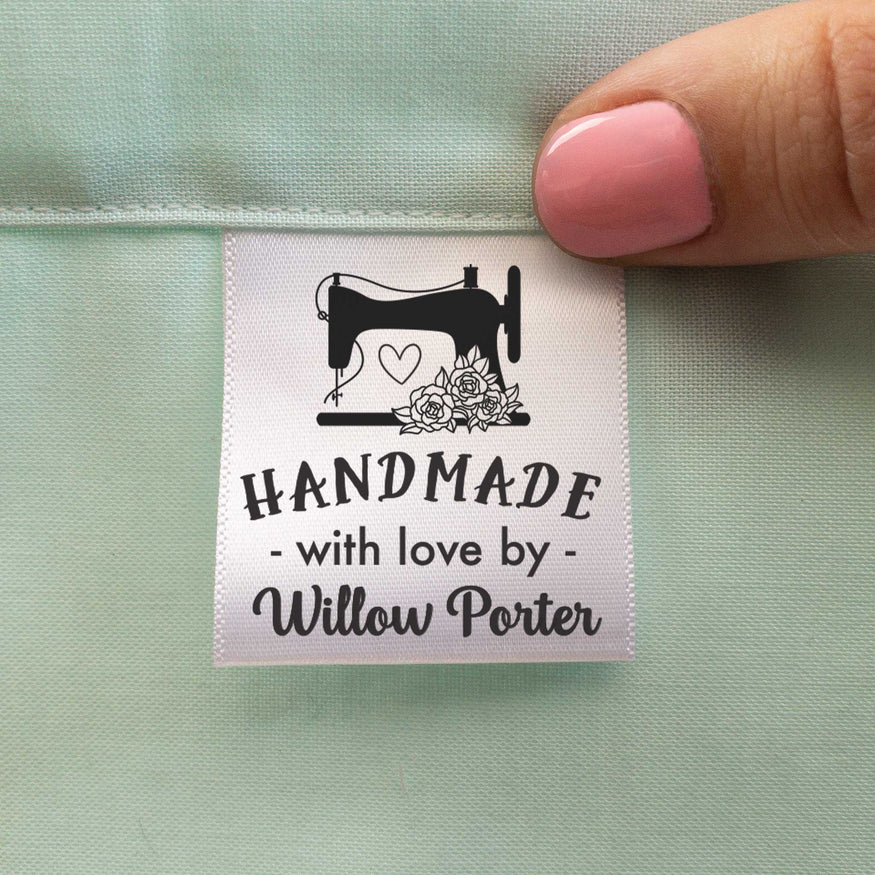 HANDMADE
- with love by -
Willow Porter